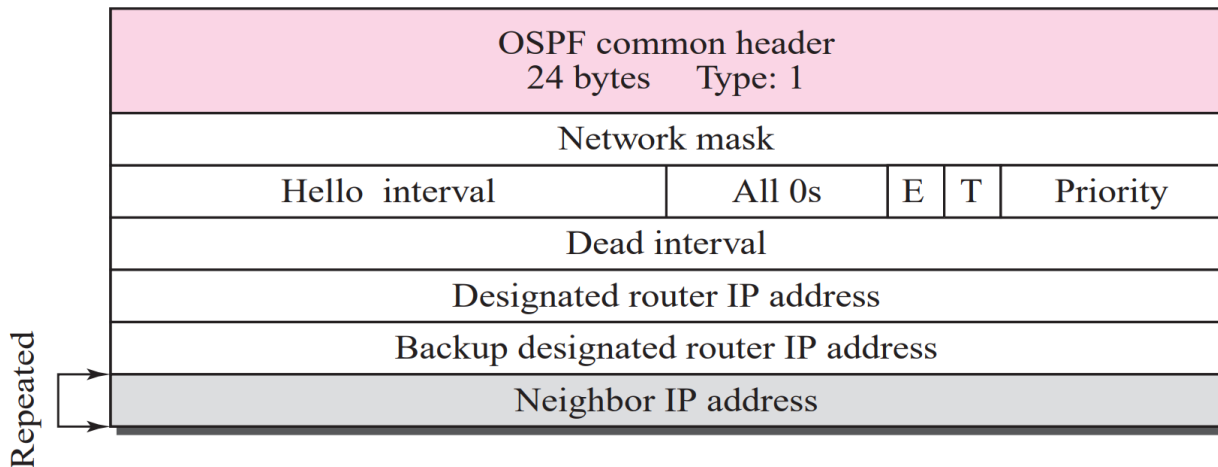 OSPF common header
24 bytes Type: 1
Network mask
Hello interval All 0s E T Priority
Dead interval
Designated router IP address
Backup designated router IP address
Repeated
Neighbor IP address